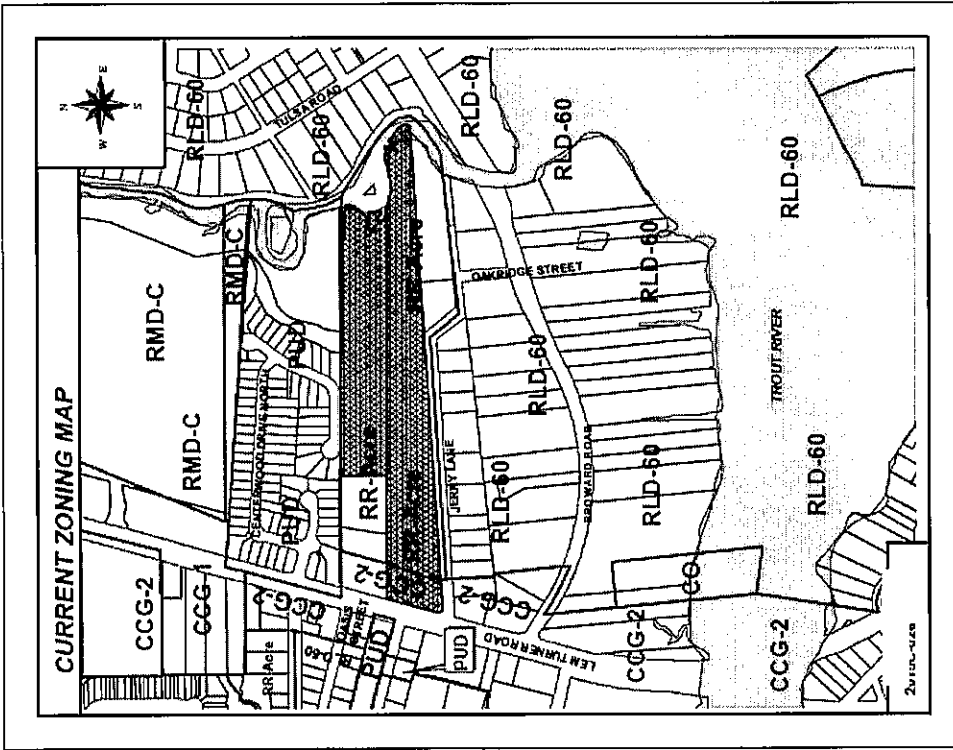 CURRENT ZONING MAP
N
E
S
W
RLD-60
TULSA ROAD
RLD-60
RLD-60
RMD-C
RMD-C
RMD-C
CCG-2
CCG-1
CCG-2
RR-Acre
CENTERWOOD DRIVE NORTH
PUD
PUD
OASIS STREET
PUD
PUD
RR-Acre
CCG-2
JERRY LANE
OAKRIDGE STREET
RLD-60
RLD-60
RLD-60
RLD-60
RLD-60
BROWARD ROAD
LEM TURNER ROAD
CCG-2
CO
CCG-2
TROUT RIVER
RLD-60
RLD-60